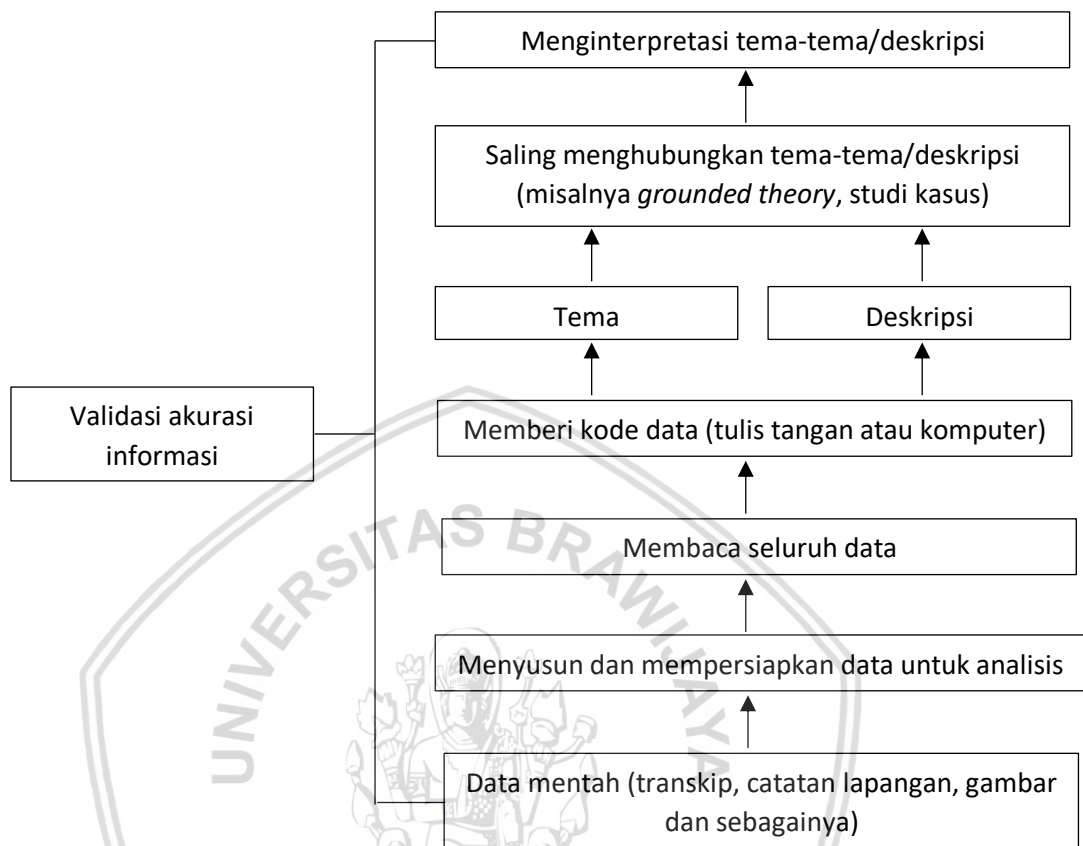 Menginterpretasi tema-tema/deskripsi
Saling menghubungkan tema-tema/deskripsi
(misalnya grounded theory, studi kasus)
Tema
Deskripsi
Validasi akurasi
informasi
Memberi kode data (tulis tangan atau komputer)
Membaca seluruh data
Menyusun dan mempersiapkan data untuk analisis
Data mentah (transkip, catatan lapangan, gambar
dan sebagainya)
UNIVERSITAS BRAWIJAYA